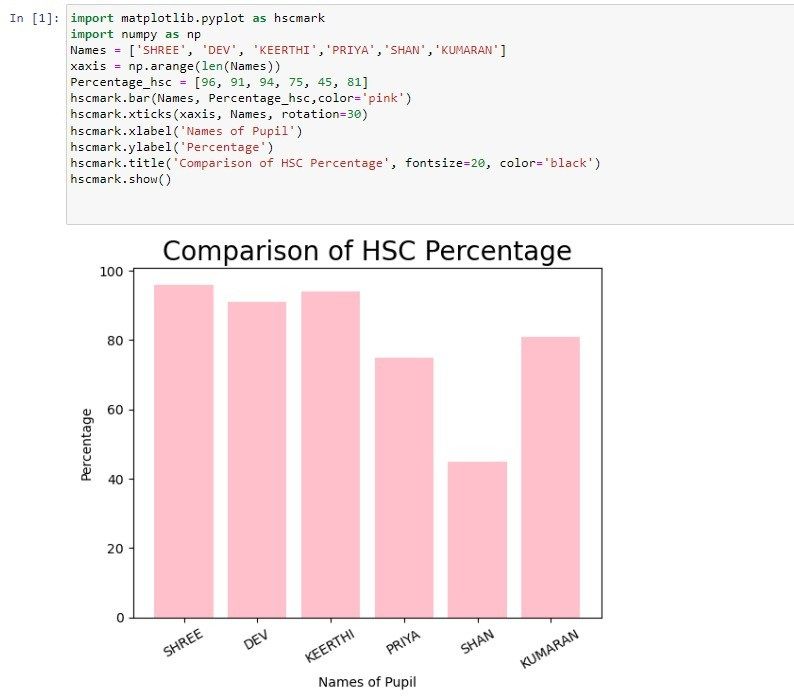 In [1]:
import matplotlib.pyplot as hscmark
import numpy as np
Names = ['SHREE', 'DEV', 'KEERTHI','PRIYA','SHAN','KUMARAN']
xaxis = np.arange(len(Names))
Percentage_hsc = [96, 91, 94, 75, 45, 81]
hscmark.bar(Names, Percentage_hsc,color='pink')
hscmark.xticks(xaxis, Names, rotation=30)
hscmark.xlabel('Names of Pupil')
hscmark.ylabel('Percentage')
hscmark.title('Comparison of HSC Percentage', fontsize=20, color='black')
hscmark.show()
Comparison of HSC Percentage
100
80
60
40
20
0
Percentage
SHREE
DEV
KEERTHI
PRIYA
SHAN
KUMARAN
Names of Pupil